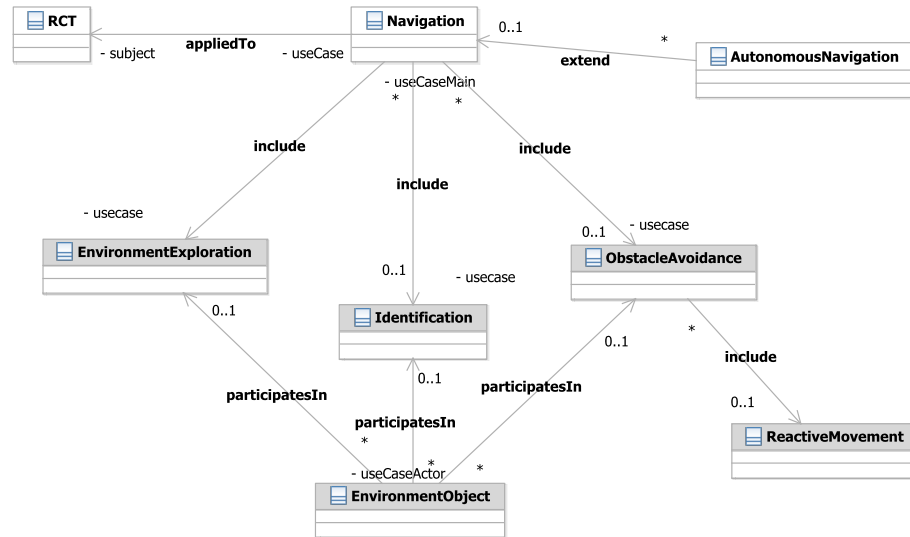 RCT
Navigation
0..1
*
appliedTo
- subject
- useCase
extend
AutonomousNavigation
- useCaseMain
*
*
include
include
include
- usecase
- usecase
0..1
EnvironmentExploration
ObstacleAvoidance
0..1
- usecase
0..1
Identification
*
0..1
include
0..1
participatesIn
participatesIn
0..1
participatesIn
ReactiveMovement
*
*
*
- useCaseActor
EnvironmentObject